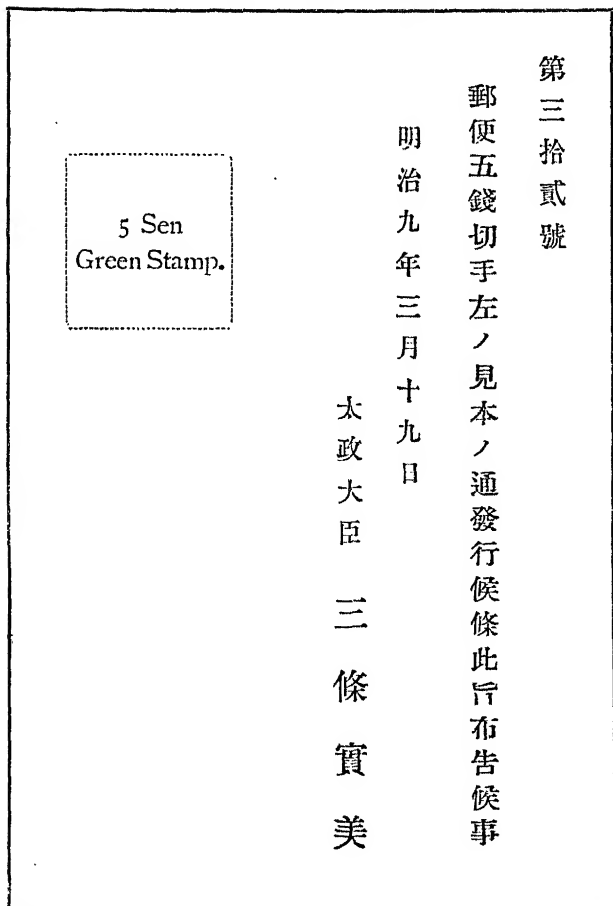 第三拾貳號
郵便五錢切手左ノ見本ノ通發行候條此旨布告候事
明治九年三月十九日
太政大臣 三條實美
5 Sen
Green Stamp.